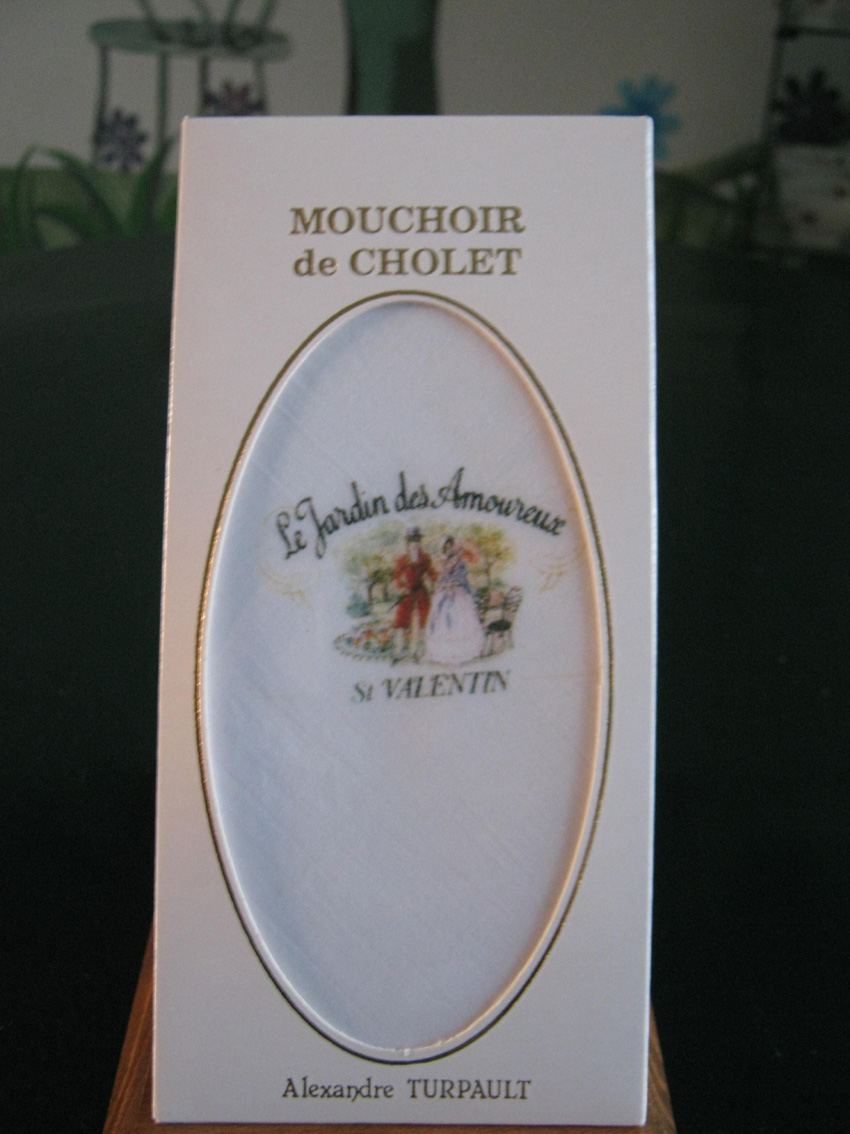 MOUCHOIR
de CHOLET
Le Jardin des Amoureux
St VALENTIN
Alexandre TURPAULT